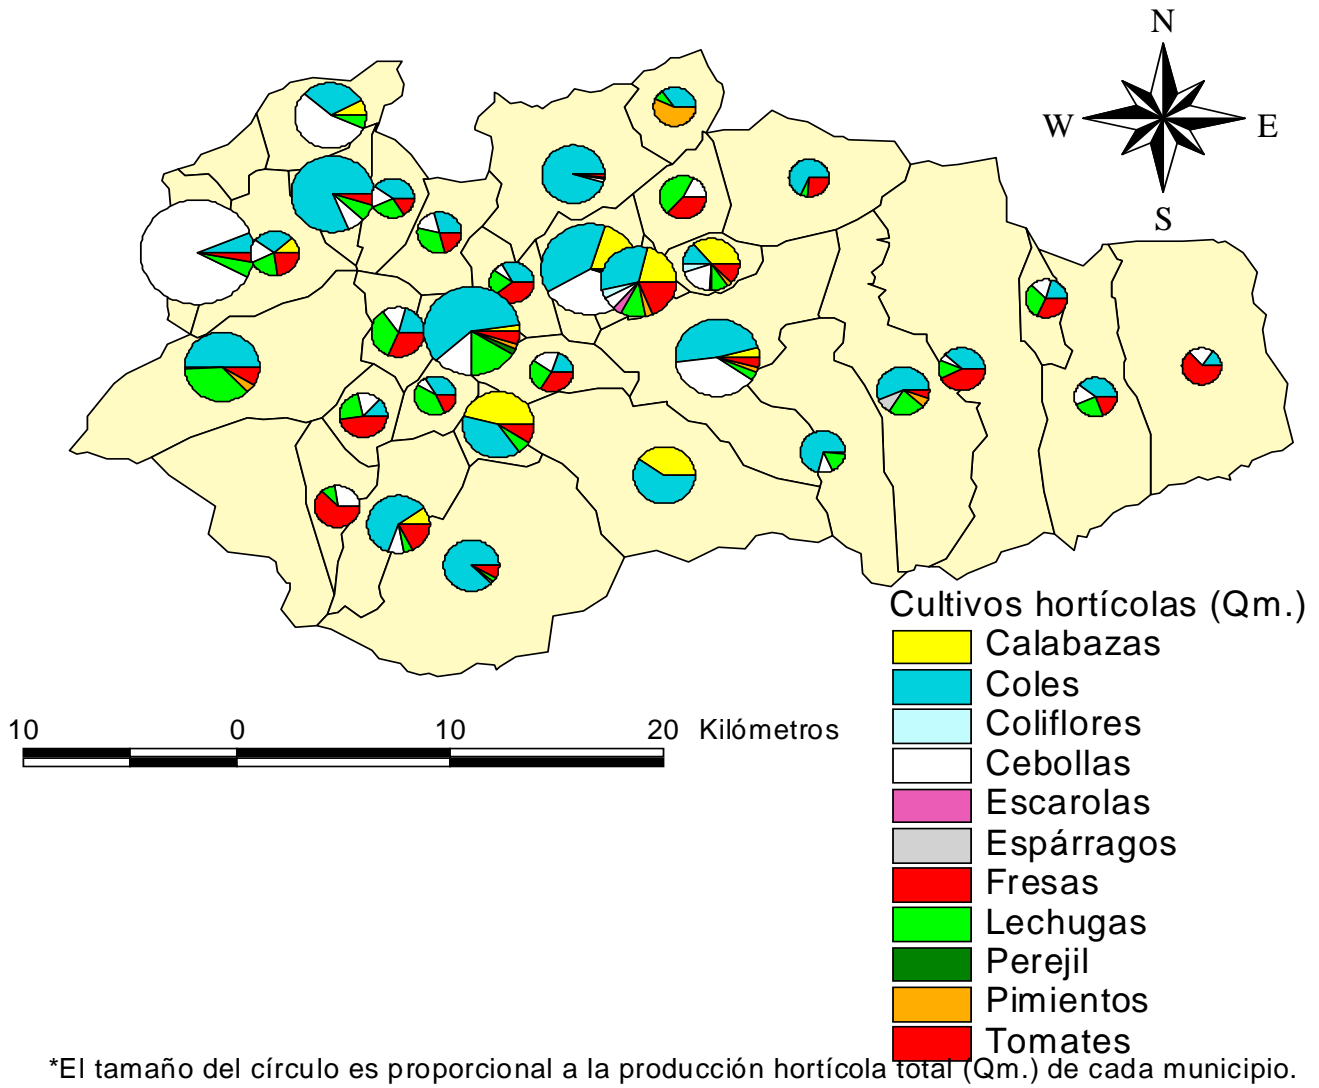 N
W E
S
Cultivos hortícolas (Qm.)
Calabazas
Coles
Coliflores
Cebollas
Escarolas
Espárragos
Fresas
Lechugas
Perejil
Pimientos
Tomates
10 0 10 20 Kilómetros
*El tamaño del círculo es proporcional a la producción hortícola total (Qm.) de cada municipio.